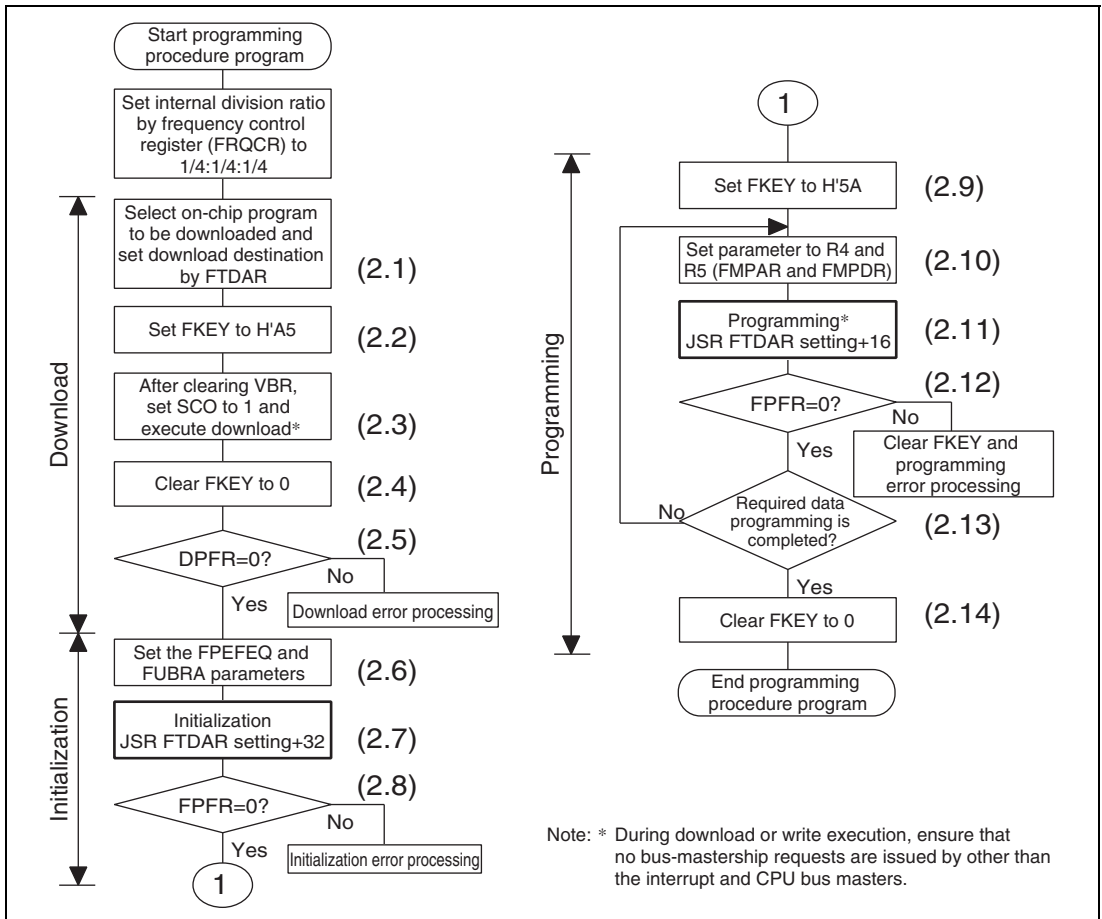 Start programming
procedure program
Set internal division ratio
by frequency control
register (FRQCR) to
1/4:1/4:1/4
Download
Select on-chip program
to be downloaded and
set download destination
by FTDAR
(2.1)
Set FKEY to H'A5
(2.2)
After clearing VBR,
set SCO to 1 and
execute download*
(2.3)
Clear FKEY to 0
(2.4)
DPFR=0?
(2.5)
No
Yes
Download error processing
Initialization
Set the FPEFEQ and
FUBRA parameters
(2.6)
Initialization
JSR FTDAR setting+32
(2.7)
FPFR=0?
(2.8)
No
Yes
Initialization error processing
1
1
Programming
Set FKEY to H'5A
(2.9)
Set parameter to R4 and
R5 (FMPAR and FMPDR)
(2.10)
Programming*
JSR FTDAR setting+16
(2.11)
FPFR=0?
(2.12)
No
Yes
Clear FKEY and
programming
error processing
Required data
programming is
completed?
(2.13)
No
Yes
Clear FKEY to 0
(2.14)
End programming
procedure program
Note: * During download or write execution, ensure that
no bus-mastership requests are issued by other than
the interrupt and CPU bus masters.